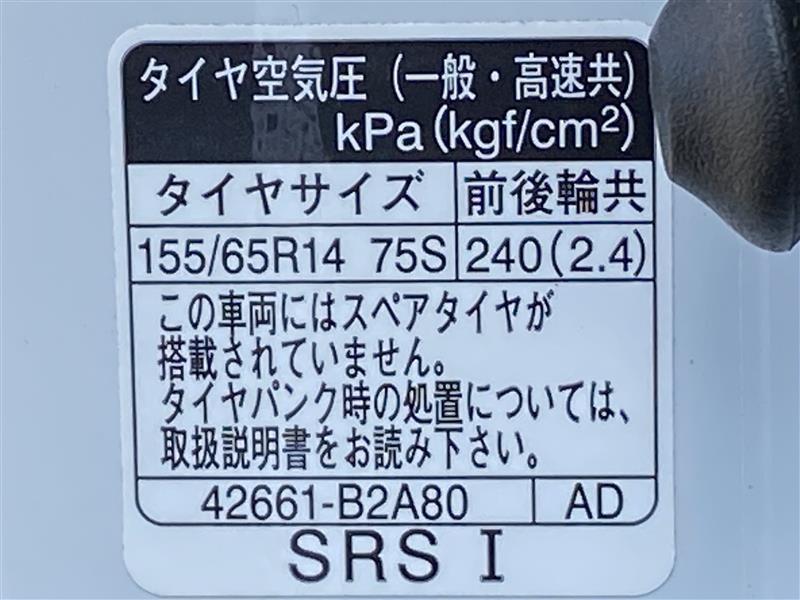 タイヤ空気圧（一般・高速共）
kPa(kgf/cm²)
タイヤサイズ 前後輪共
155/65R14 75S 240(2.4)
この車両にはスペアタイヤが
搭載されていません。
タイヤパンク時の処置については、
取扱説明書をお読み下さい。
42661-B2A80 AD
SRS I